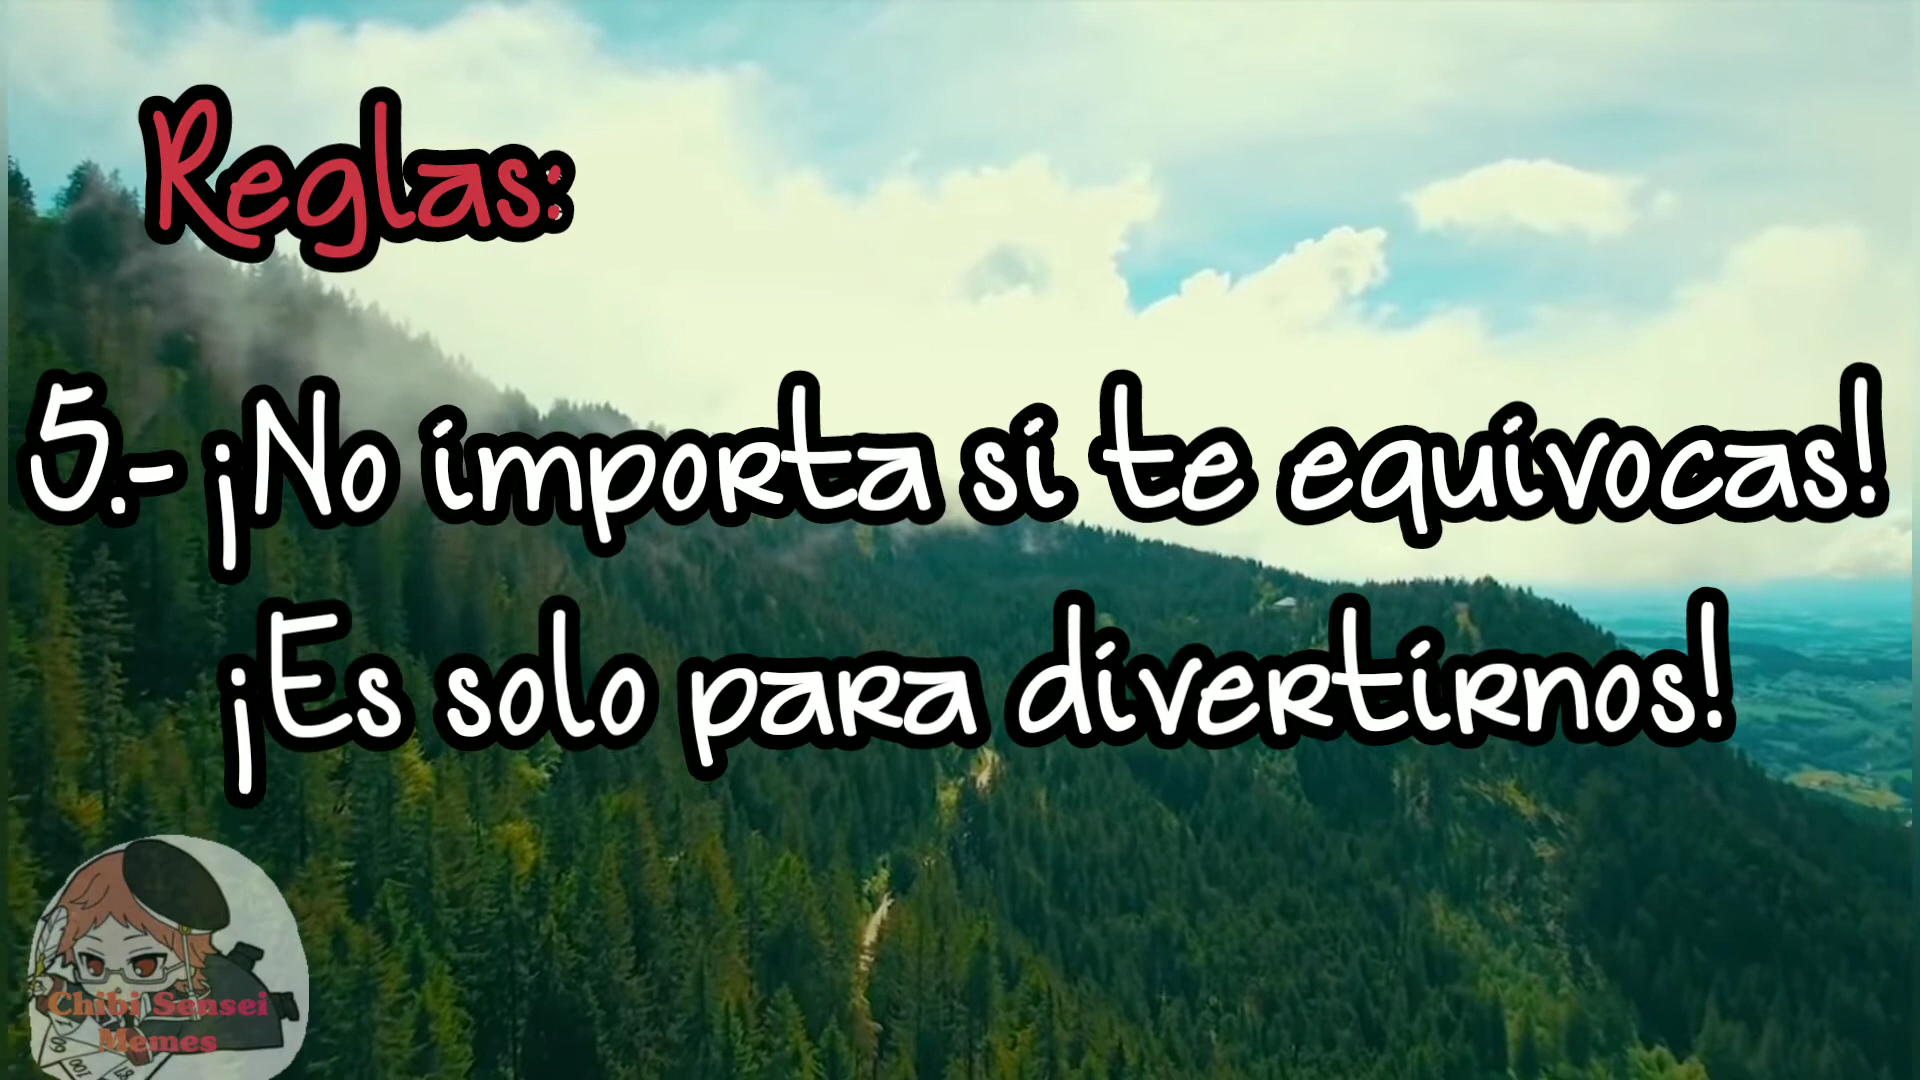 Reglas:
5.- ¡No importa si te equivocas!
¡Es solo para divertirnos!
Chibi Sensei
Memes